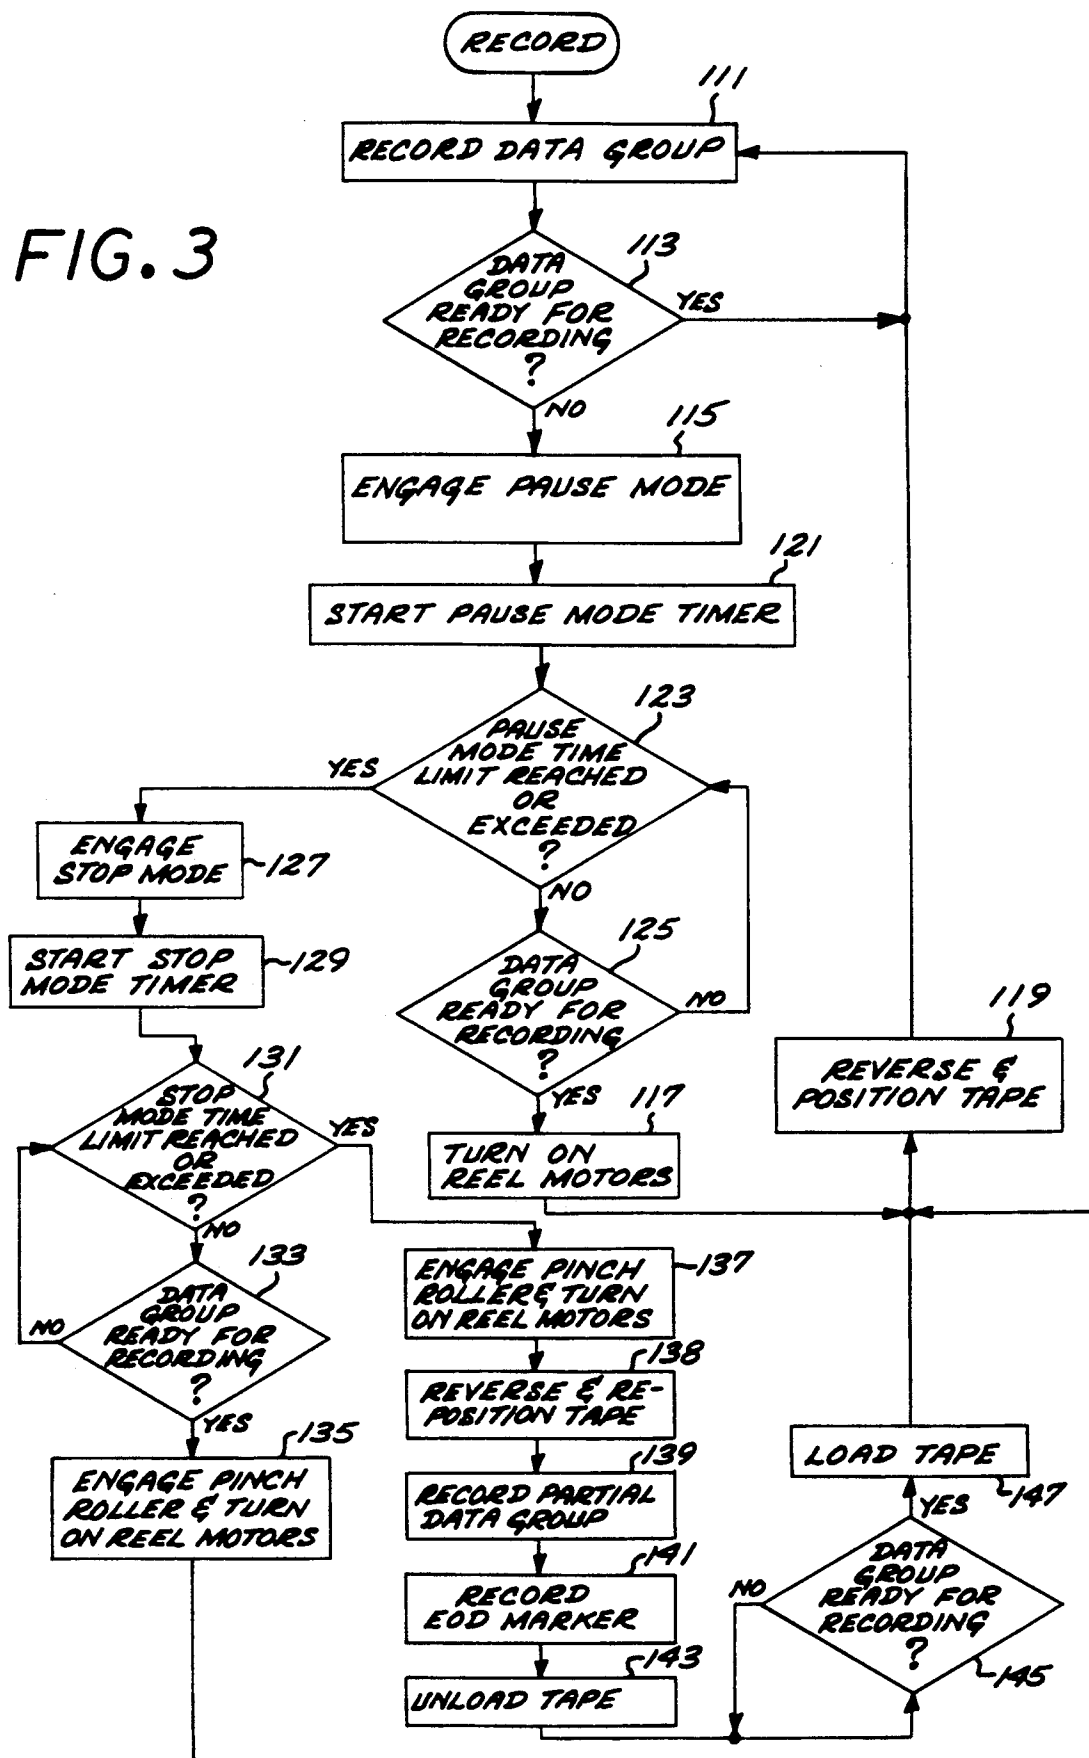 RECORD
111
RECORD DATA GROUP
FIG. 3
113
DATA
GROUP
READY FOR
RECORDING
?
YES
NO
115
ENGAGE PAUSE MODE
121
START PAUSE MODE TIMER
123
PAUSE
MODE TIME
LIMIT REACHED
OR
EXCEEDED
?
YES
NO
ENGAGE
STOP MODE
127
START STOP
MODE TIMER
129
125
DATA
GROUP
READY FOR
RECORDING
?
NO
YES
117
TURN ON
REEL MOTORS
119
REVERSE &
POSITION TAPE
131
STOP
MODE TIME
LIMIT REACHED
OR
EXCEEDED
?
YES
NO
133
DATA
GROUP
READY FOR
RECORDING
?
NO
YES
135
ENGAGE PINCH
ROLLER & TURN
ON REEL MOTORS
ENGAGE PINCH
ROLLER & TURN
ON REEL MOTORS
137
138
REVERSE & RE-
POSITION TAPE
139
RECORD PARTIAL
DATA GROUP
141
RECORD
EOD MARKER
143
UNLOAD TAPE
LOAD TAPE
147
YES
DATA
GROUP
READY FOR
RECORDING
?
NO
145